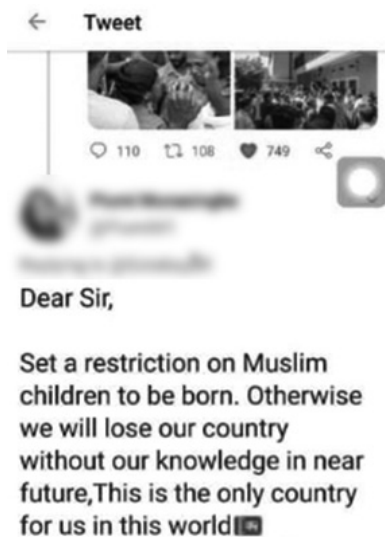 Tweet
110 108 749
Dear Sir,
Set a restriction on Muslim
children to be born. Otherwise
we will lose our country
without our knowledge in near
future,This is the only country
for us in this world